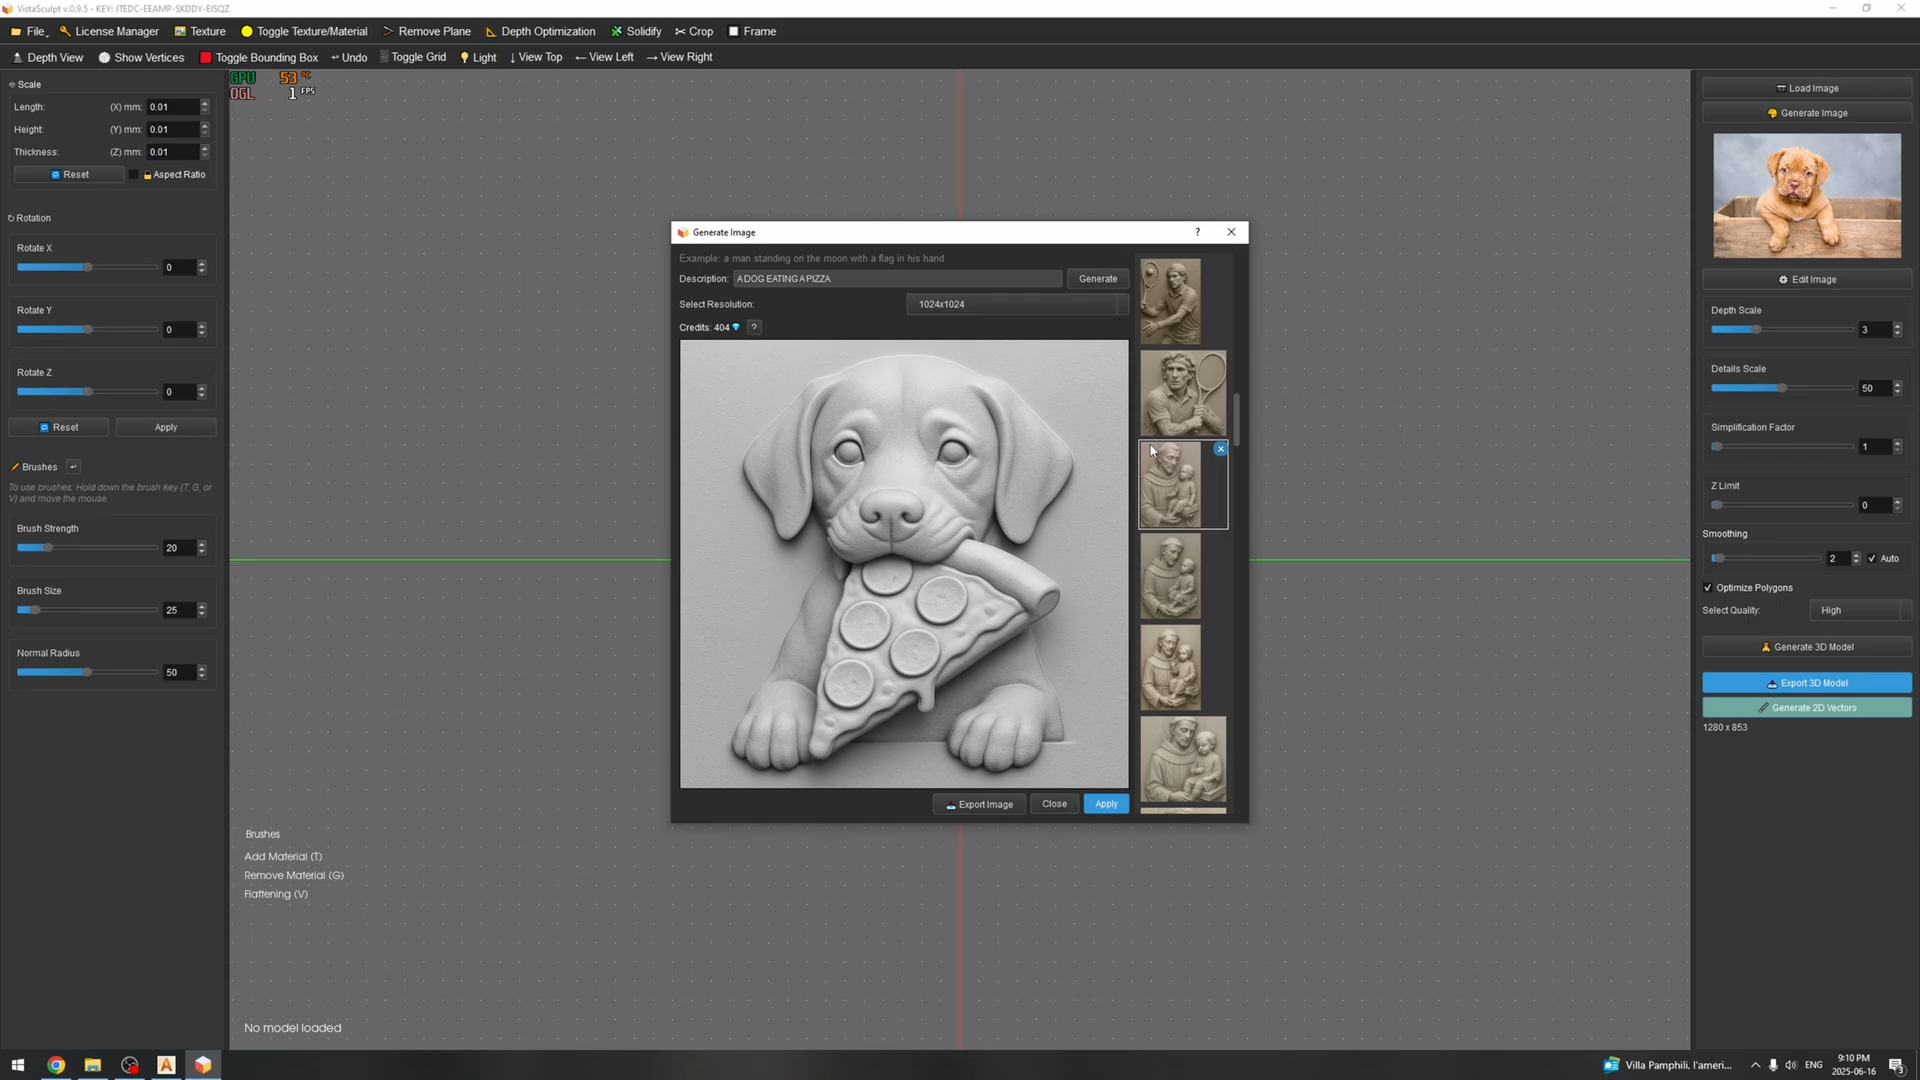 VistaSculpt v.0.9.5 - KEY: JTEDC-EEAMP-SKDDY-EISQZ
File License Manager Texture Toggle Texture/Material Remove Plane Depth Optimization Solidify Crop Frame
Depth View Show Vertices Toggle Bounding Box Undo Toggle Grid Light View Top View Left View Right
Scale
Length: (X) mm: 0.01
Height: (Y) mm: 0.01
Thickness: (Z) mm: 0.01
Reset Aspect Ratio
Rotation
Rotate X
0
Rotate Y
0
Rotate Z
0
Reset Apply
Brushes
To use brushes: Hold down the brush key (T, G, or
V) and move the mouse.
Brush Strength
20
Brush Size
25
Normal Radius
50
GPU 53 °C
OGL 1 FPS
Generate Image ?
Example: a man standing on the moon with a flag in his hand
Description: A DOG EATING A PIZZA Generate
Select Resolution: 1024x1024
Credits: 404 ?
Export Image Close Apply
Brushes
Add Material (T)
Remove Material (G)
Flattening (V)
No model loaded
Load Image
Generate Image
Edit Image
Depth Scale
3
Details Scale
50
Simplification Factor
1
Z Limit
0
Smoothing
2 Auto
Optimize Polygons
Select Quality: High
Generate 3D Model
Export 3D Model
Generate 2D Vectors
1280 x 853
A
Villa Pamphili, l'ameri... ENG 9:10 PM
2025-06-16
3